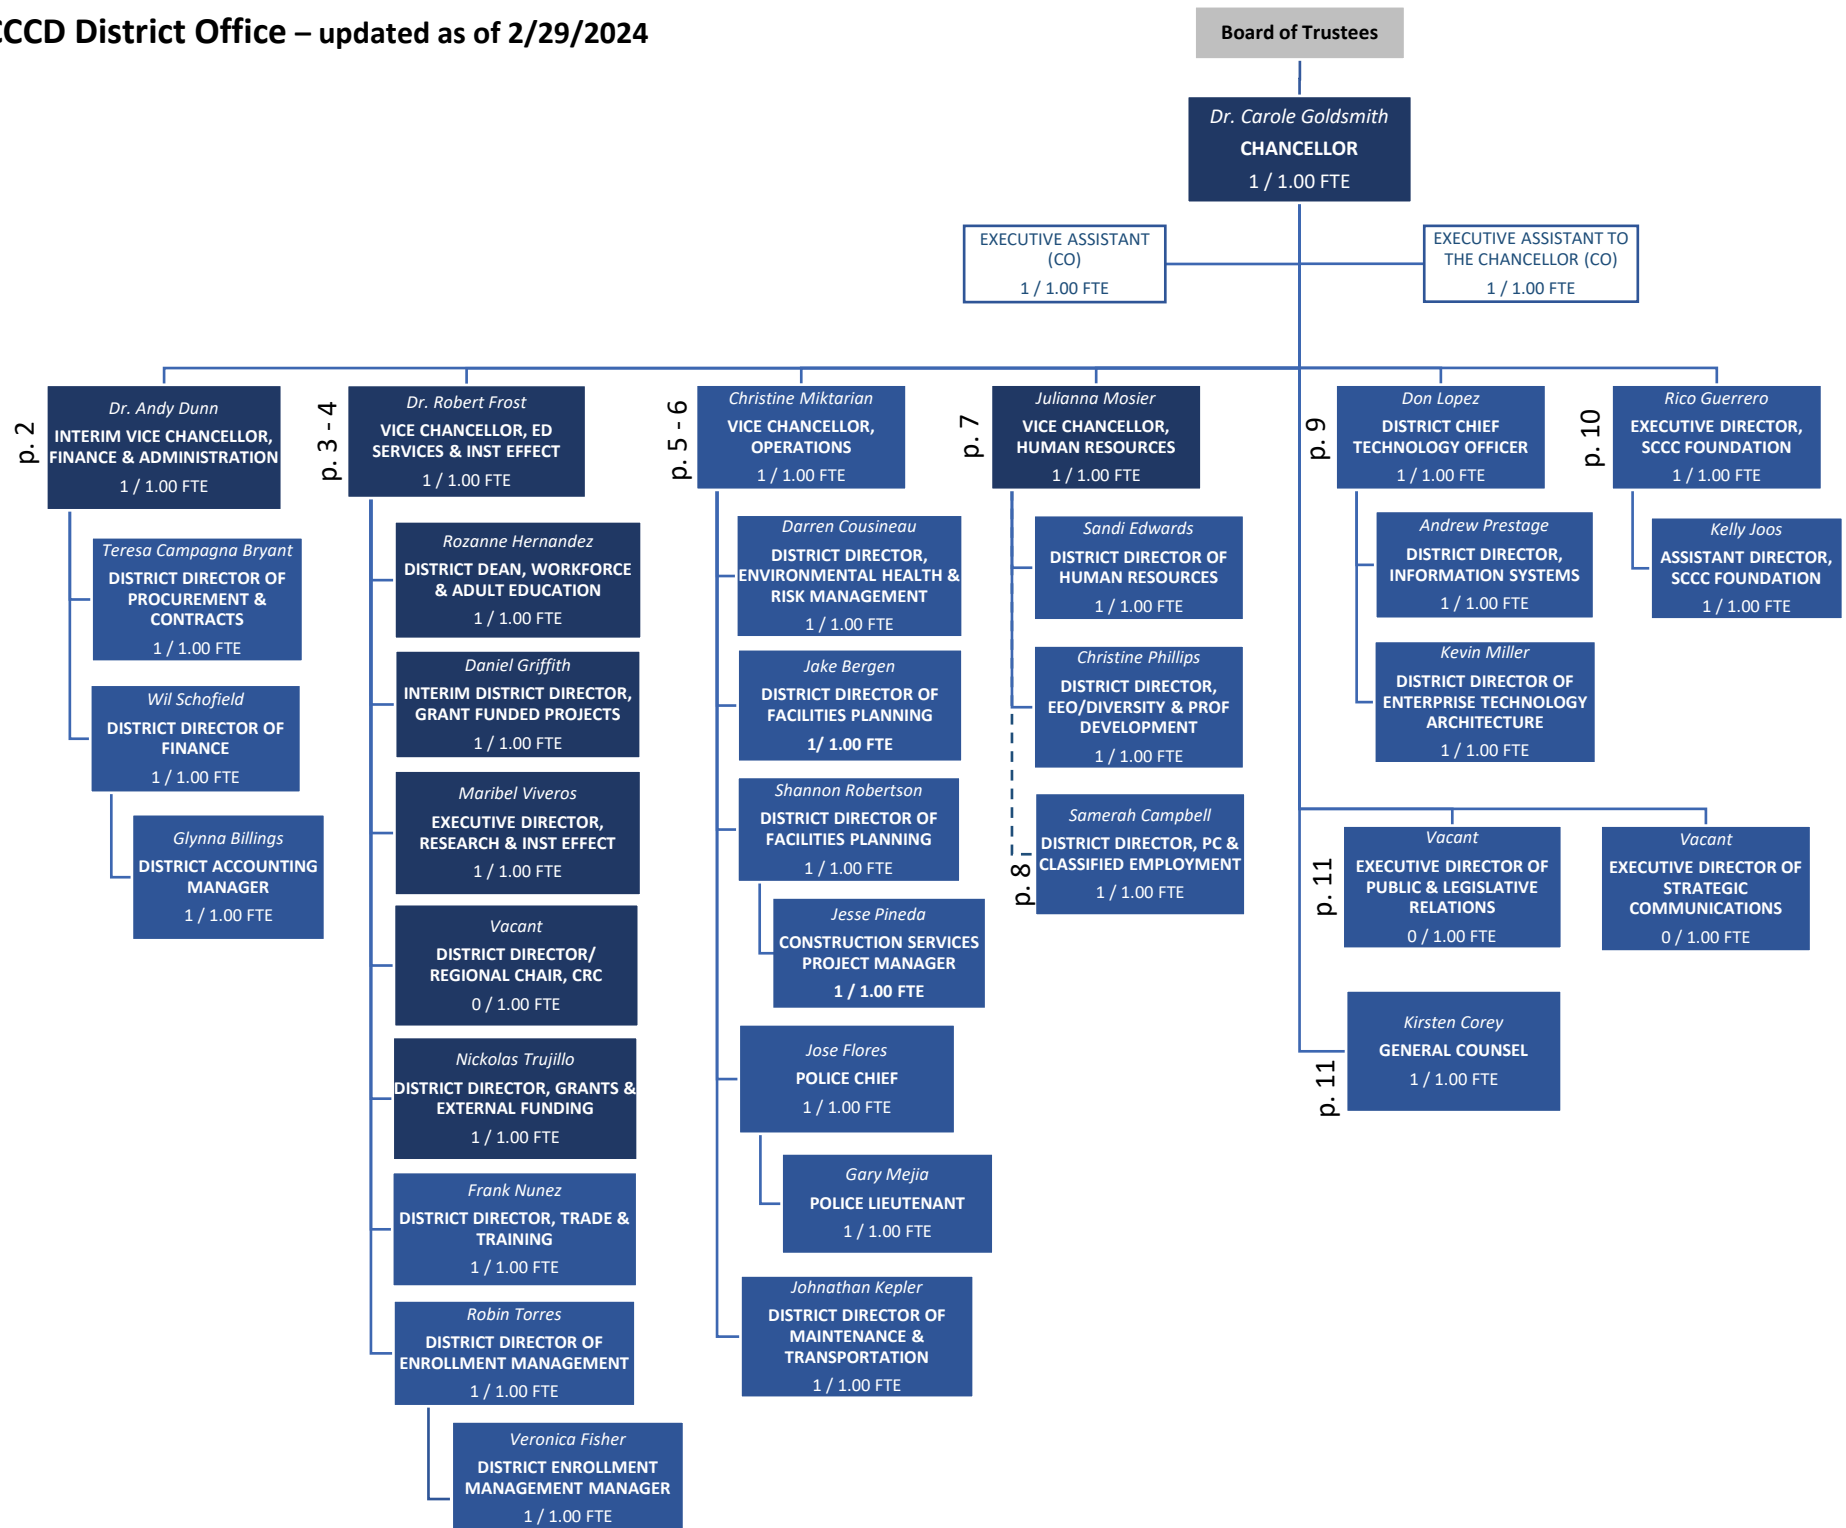 CCCD District Office – updated as of 2/29/2024
Board of Trustees
Dr. Carole Goldsmith
CHANCELLOR
1 / 1.00 FTE
EXECUTIVE ASSISTANT
(CO)
1 / 1.00 FTE
EXECUTIVE ASSISTANT TO
THE CHANCELLOR (CO)
1 / 1.00 FTE
p. 2
Dr. Andy Dunn
INTERIM VICE CHANCELLOR,
FINANCE & ADMINISTRATION
1 / 1.00 FTE
Teresa Campagna Bryant
DISTRICT DIRECTOR OF
PROCUREMENT &
CONTRACTS
1 / 1.00 FTE
Wil Schofield
DISTRICT DIRECTOR OF
FINANCE
1 / 1.00 FTE
Glynna Billings
DISTRICT ACCOUNTING
MANAGER
1 / 1.00 FTE
p. 3 - 4
Dr. Robert Frost
VICE CHANCELLOR, ED
SERVICES & INST EFFECT
1 / 1.00 FTE
Rozanne Hernandez
DISTRICT DEAN, WORKFORCE
& ADULT EDUCATION
1 / 1.00 FTE
Daniel Griffith
INTERIM DISTRICT DIRECTOR,
GRANT FUNDED PROJECTS
1 / 1.00 FTE
Maribel Viveros
EXECUTIVE DIRECTOR,
RESEARCH & INST EFFECT
1 / 1.00 FTE
Vacant
DISTRICT DIRECTOR/
REGIONAL CHAIR, CRC
0 / 1.00 FTE
Nickolas Trujillo
DISTRICT DIRECTOR, GRANTS &
EXTERNAL FUNDING
1 / 1.00 FTE
Frank Nunez
DISTRICT DIRECTOR, TRADE &
TRAINING
1 / 1.00 FTE
Robin Torres
DISTRICT DIRECTOR OF
ENROLLMENT MANAGEMENT
1 / 1.00 FTE
Veronica Fisher
DISTRICT ENROLLMENT
MANAGEMENT MANAGER
1 / 1.00 FTE
p. 5 - 6
Christine Miktarian
VICE CHANCELLOR,
OPERATIONS
1 / 1.00 FTE
Darren Cousineau
DISTRICT DIRECTOR,
ENVIRONMENTAL HEALTH &
RISK MANAGEMENT
1 / 1.00 FTE
Jake Bergen
DISTRICT DIRECTOR OF
FACILITIES PLANNING
1/ 1.00 FTE
Shannon Robertson
DISTRICT DIRECTOR OF
FACILITIES PLANNING
1 / 1.00 FTE
Jesse Pineda
CONSTRUCTION SERVICES
PROJECT MANAGER
1 / 1.00 FTE
Jose Flores
POLICE CHIEF
1 / 1.00 FTE
Gary Mejia
POLICE LIEUTENANT
1 / 1.00 FTE
Johnathan Kepler
DISTRICT DIRECTOR OF
MAINTENANCE &
TRANSPORTATION
1 / 1.00 FTE
p. 7
Julianna Mosier
VICE CHANCELLOR,
HUMAN RESOURCES
1 / 1.00 FTE
Sandi Edwards
DISTRICT DIRECTOR OF
HUMAN RESOURCES
1 / 1.00 FTE
Christine Phillips
DISTRICT DIRECTOR,
EEO/DIVERSITY & PROF
DEVELOPMENT
1 / 1.00 FTE
p. 8
Samerah Campbell
DISTRICT DIRECTOR, PC &
CLASSIFIED EMPLOYMENT
1 / 1.00 FTE
p. 9
Don Lopez
DISTRICT CHIEF
TECHNOLOGY OFFICER
1 / 1.00 FTE
Andrew Prestage
DISTRICT DIRECTOR,
INFORMATION SYSTEMS
1 / 1.00 FTE
Kevin Miller
DISTRICT DIRECTOR OF
ENTERPRISE TECHNOLOGY
ARCHITECTURE
1 / 1.00 FTE
p. 10
Rico Guerrero
EXECUTIVE DIRECTOR,
SCCC FOUNDATION
1 / 1.00 FTE
Kelly Joos
ASSISTANT DIRECTOR,
SCCC FOUNDATION
1 / 1.00 FTE
p. 11
Vacant
EXECUTIVE DIRECTOR OF
PUBLIC & LEGISLATIVE
RELATIONS
0 / 1.00 FTE
Vacant
EXECUTIVE DIRECTOR OF
STRATEGIC
COMMUNICATIONS
0 / 1.00 FTE
p. 11
Kirsten Corey
GENERAL COUNSEL
1 / 1.00 FTE